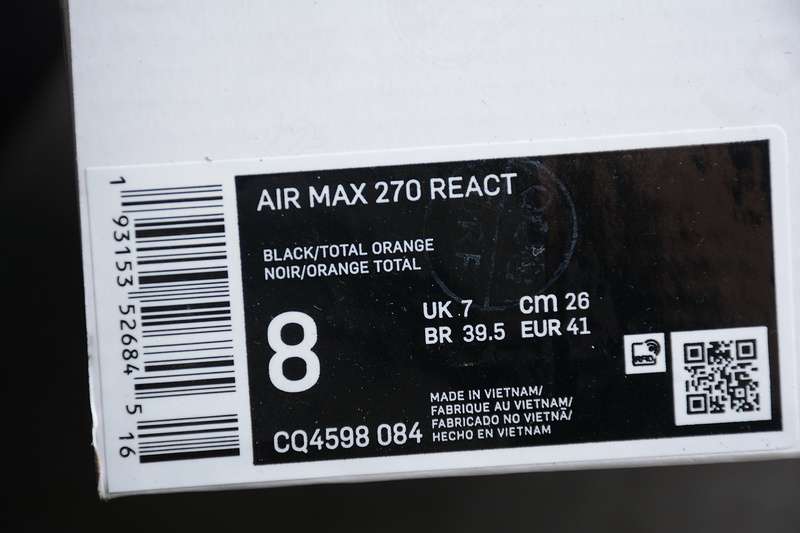 AIR MAX 270 REACT
BLACK/TOTAL ORANGE
NOIR/ORANGE TOTAL
8
UK 7 cm 26
BR 39.5 EUR 41
CQ4598 084
MADE IN VIETNAM/
FABRIQUE AU VIETNAM/
FABRICADO NO VIETNÃ/
HECHO EN VIETNAM
1 93153 52684 5 16
RFID